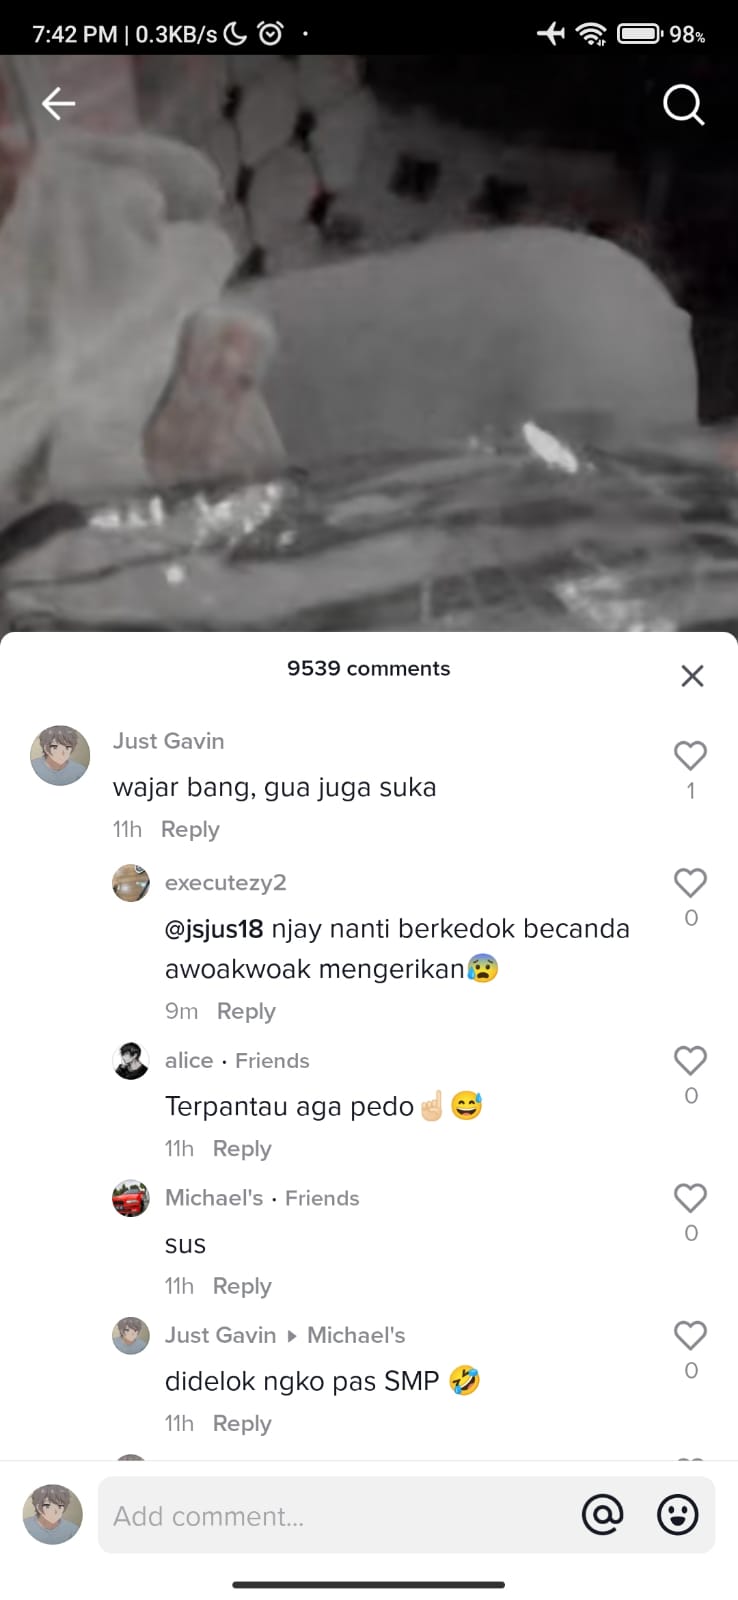 7:42 PM | 0.3KB/s
98%
9539 comments
Just Gavin
wajar bang, gua juga suka
1
11h Reply
executezy2
0
@jsjus18 njay nanti berkedok becanda
awoakwoak mengerikan😰
9m Reply
alice · Friends
0
Terpantau aga pedo☝🏻😅
11h Reply
Michael's · Friends
0
sus
11h Reply
Just Gavin ▸ Michael's
0
didelok ngko pas SMP 🤣
11h Reply
Add comment...